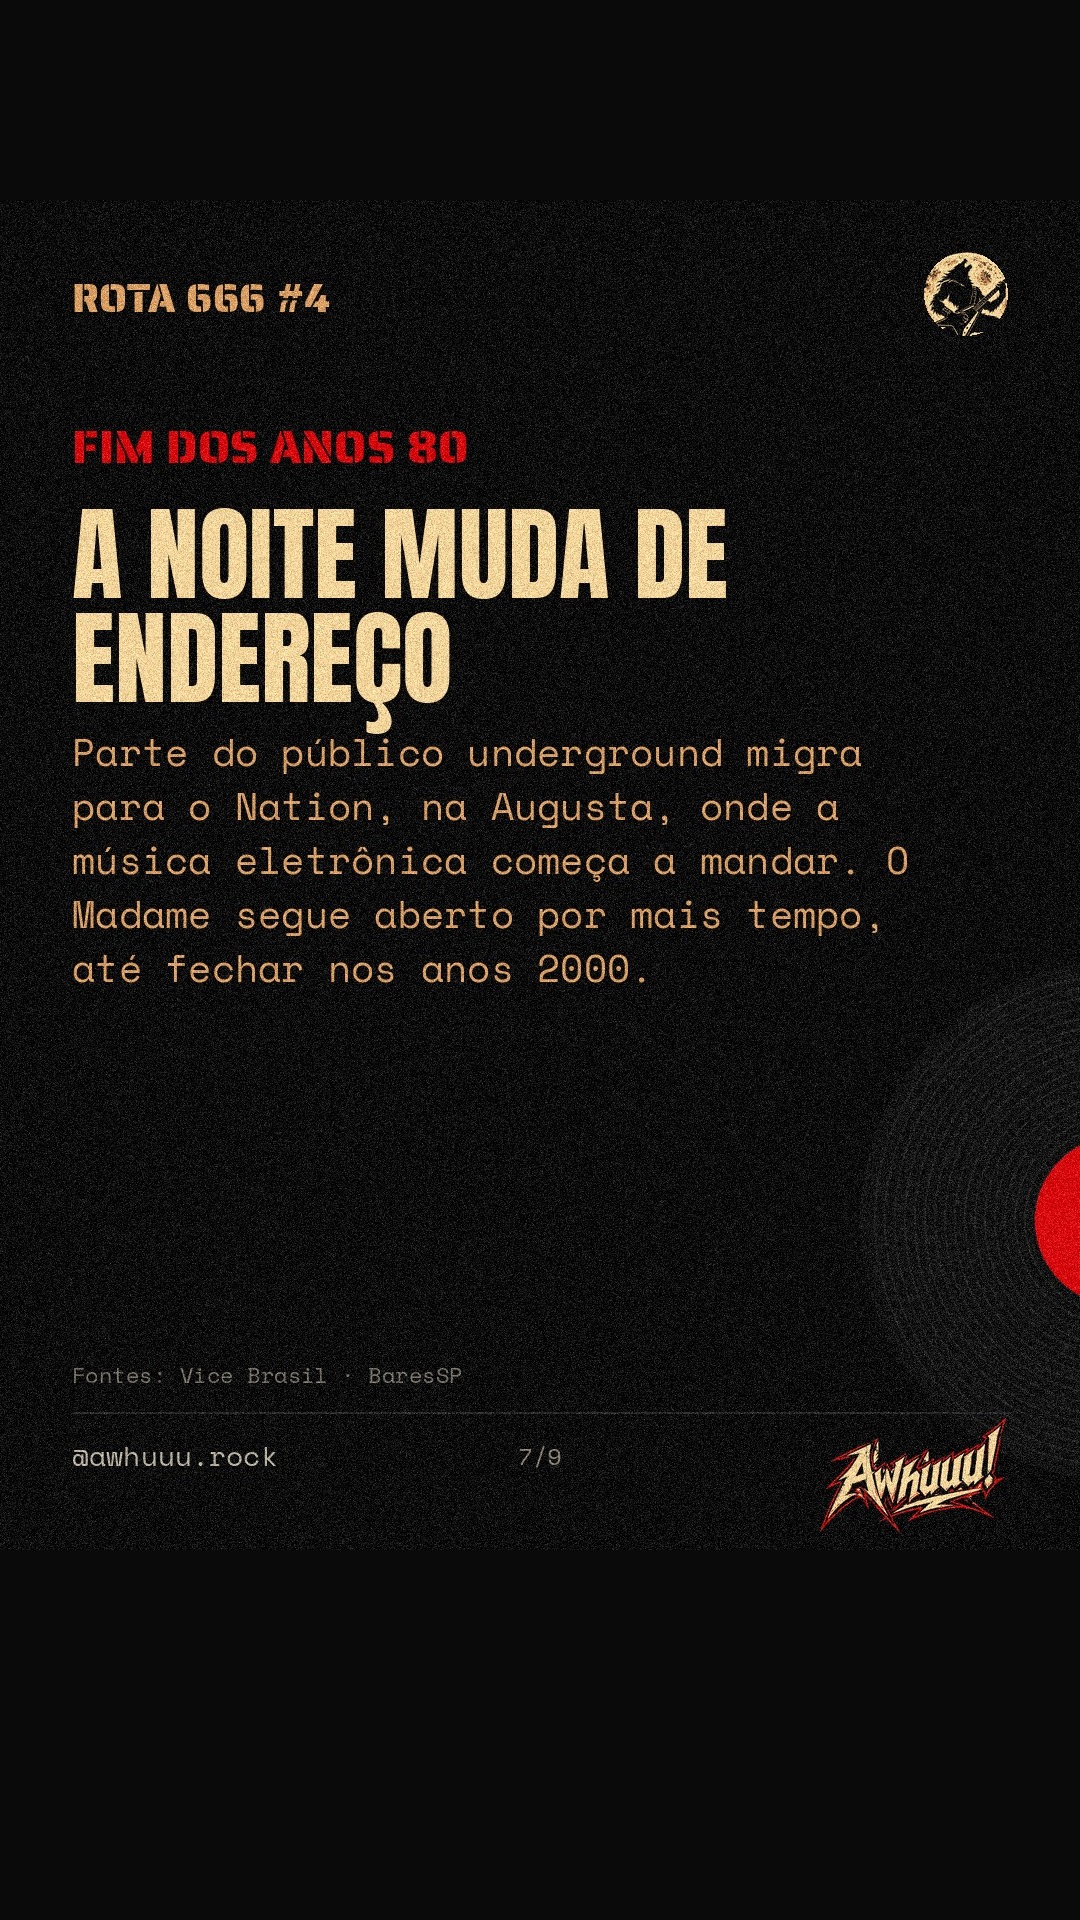 ROTA 666 #4
FIM DOS ANOS 80
A NOITE MUDA DE
ENDEREÇO
Parte do público underground migra
para o Nation, na Augusta, onde a
música eletrônica começa a mandar. O
Madame segue aberto por mais tempo,
até fechar nos anos 2000.
Fontes: Vice Brasil · BaresSP
@awhuuu.rock
7/9
Awhuuu!